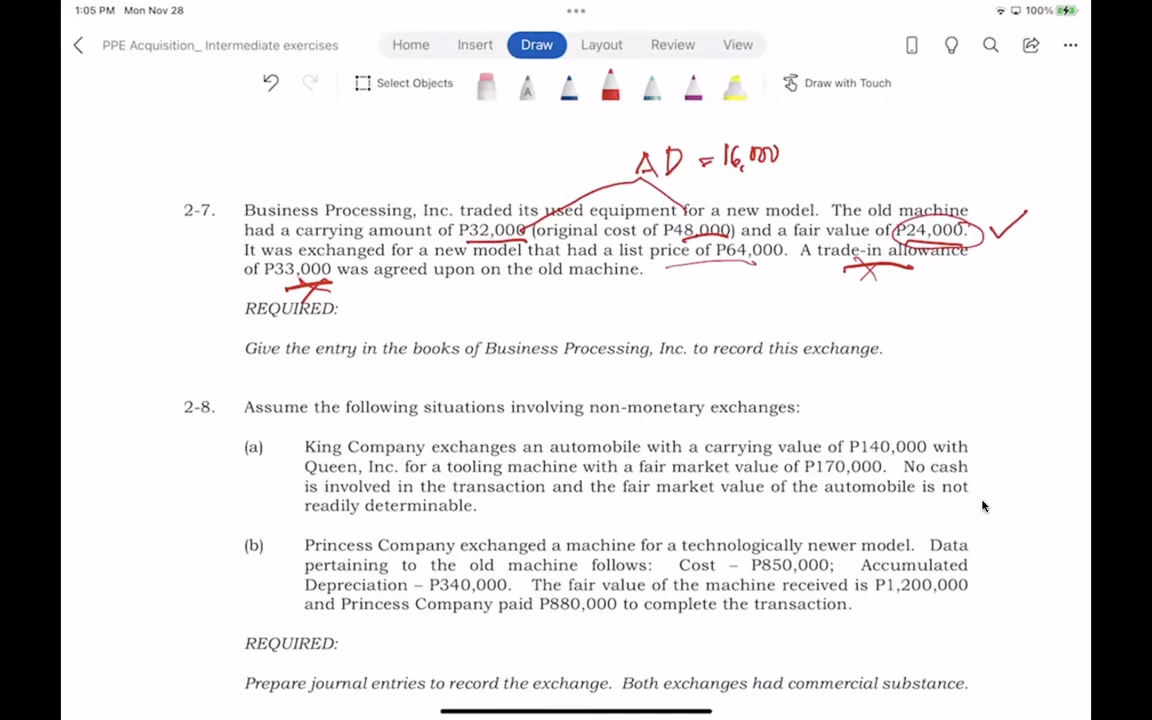 1:05 PM Mon Nov 28
100%
PPE Acquisition_ Intermediate exercises
Home Insert Draw Layout Review View
Select Objects
A
Draw with Touch
AD = 16,000
2-7. Business Processing, Inc. traded its used equipment for a new model. The old machine
had a carrying amount of P32,000 (original cost of P48,000) and a fair value of P24,000.
It was exchanged for a new model that had a list price of P64,000. A trade-in allowance
of P33,000 was agreed upon on the old machine.
REQUIRED:
Give the entry in the books of Business Processing, Inc. to record this exchange.
2-8. Assume the following situations involving non-monetary exchanges:
(a) King Company exchanges an automobile with a carrying value of P140,000 with
Queen, Inc. for a tooling machine with a fair market value of P170,000. No cash
is involved in the transaction and the fair market value of the automobile is not
readily determinable.
(b) Princess Company exchanged a machine for a technologically newer model. Data
pertaining to the old machine follows: Cost – P850,000; Accumulated
Depreciation – P340,000. The fair value of the machine received is P1,200,000
and Princess Company paid P880,000 to complete the transaction.
REQUIRED:
Prepare journal entries to record the exchange. Both exchanges had commercial substance.